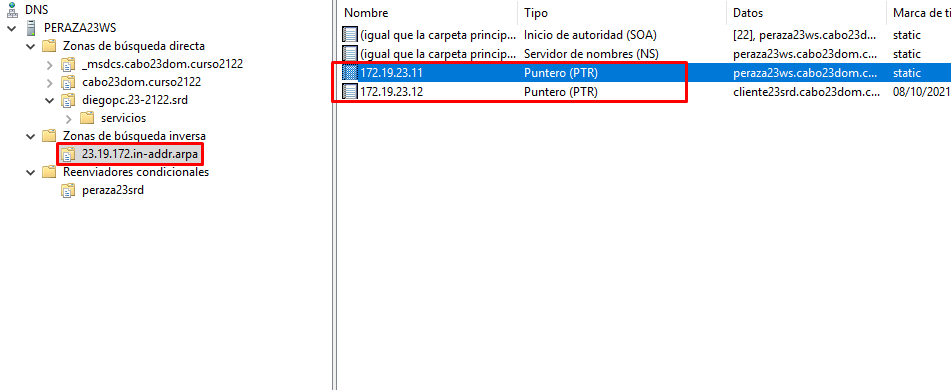 DNS
PERAZA23WS
Zonas de búsqueda directa
_msdcs.cabo23dom.curso2122
cabo23dom.curso2122
diegopc.23-2122.srd
servicios
Zonas de búsqueda inversa
23.19.172.in-addr.arpa
Reenviadores condicionales
peraza23srd
Nombre Tipo Datos Marca de ti
(igual que la carpeta princip... Inicio de autoridad (SOA) [22], peraza23ws.cabo23d... static
(igual que la carpeta princip... Servidor de nombres (NS) peraza23ws.cabo23dom.c... static
172.19.23.11 Puntero (PTR) peraza23ws.cabo23dom.c... static
172.19.23.12 Puntero (PTR) cliente23srd.cabo23dom.c... 08/10/2021